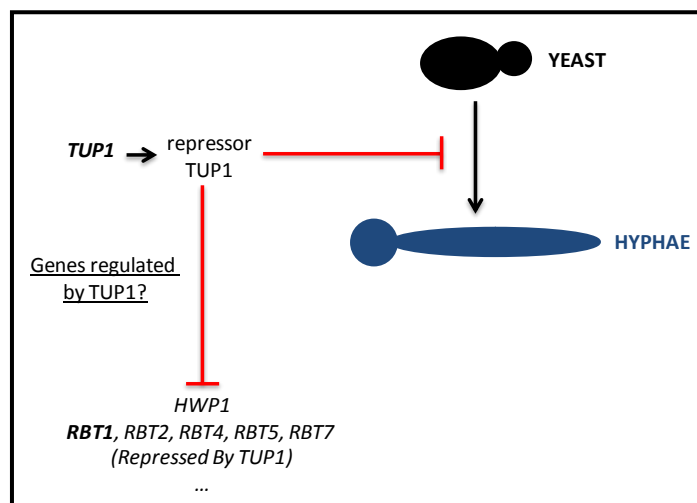 YEAST
TUP1
repressor
TUP1
HYPHAE
Genes regulated
by TUP1?
HWP1
RBT1, RBT2, RBT4, RBT5, RBT7
(Repressed By TUP1)
...